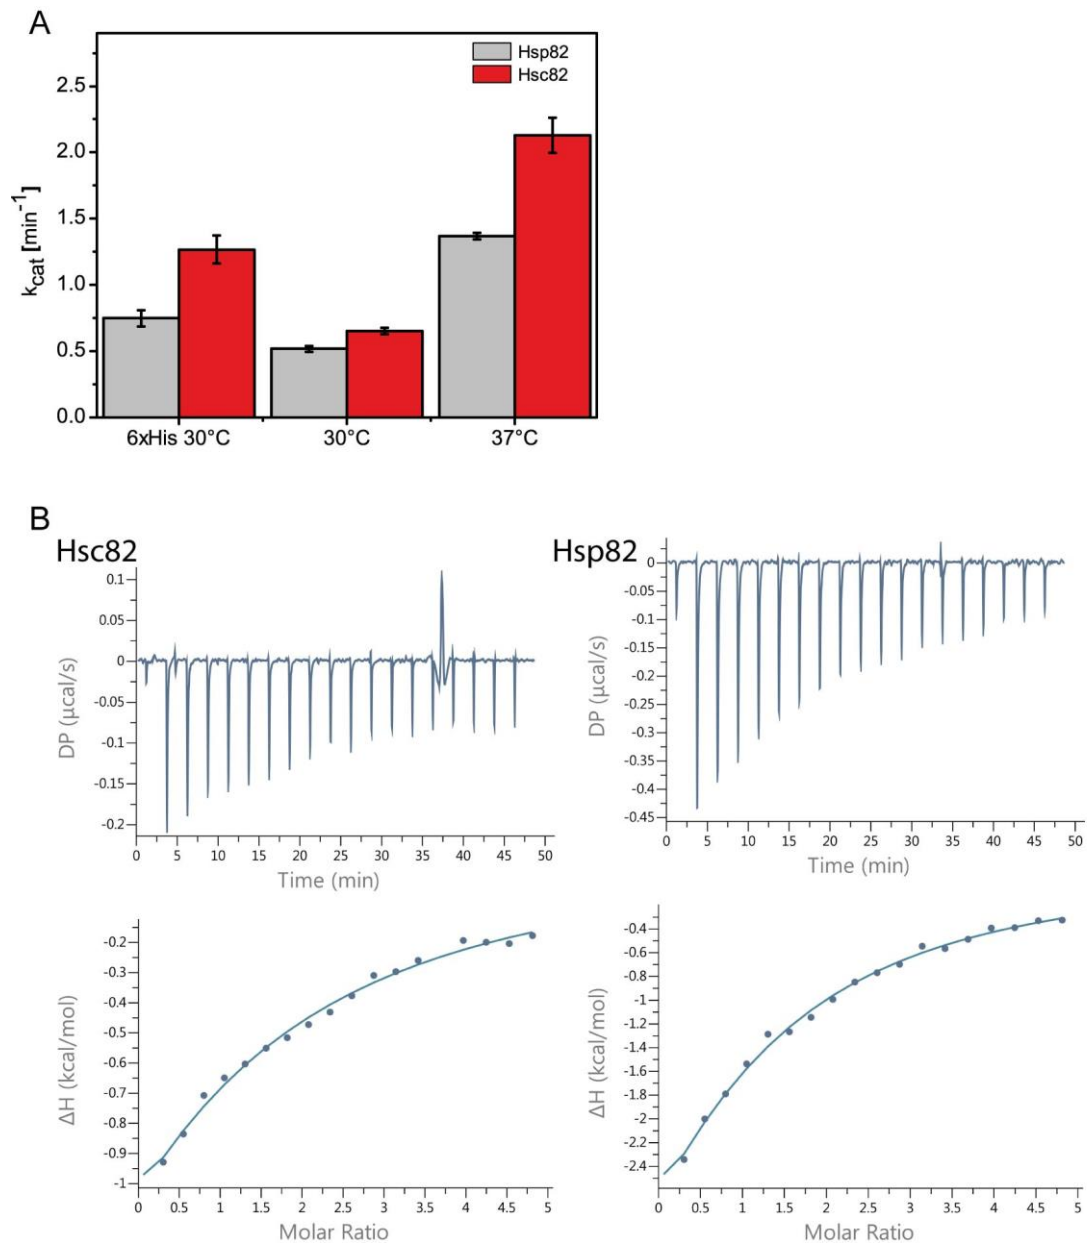 A
Hsp82
Hsc82
k_cat [min⁻¹]
2.5
2.0
1.5
1.0
0.5
0.0
6xHis 30°C 30°C 37°C
B
Hsc82
DP (µcal/s)
0.1
0.05
0
-0.05
-0.1
-0.15
-0.2
0 5 10 15 20 25 30 35 40 45 50
Time (min)
Hsp82
DP (µcal/s)
0
-0.05
-0.1
-0.15
-0.2
-0.25
-0.3
-0.35
-0.4
-0.45
0 5 10 15 20 25 30 35 40 45 50
Time (min)
ΔH (kcal/mol)
-0.2
-0.3
-0.4
-0.5
-0.6
-0.7
-0.8
-0.9
-1
0 0.5 1 1.5 2 2.5 3 3.5 4 4.5 5
Molar Ratio
ΔH (kcal/mol)
-0.4
-0.6
-0.8
-1
-1.2
-1.4
-1.6
-1.8
-2
-2.2
-2.4
0 0.5 1 1.5 2 2.5 3 3.5 4 4.5 5
Molar Ratio